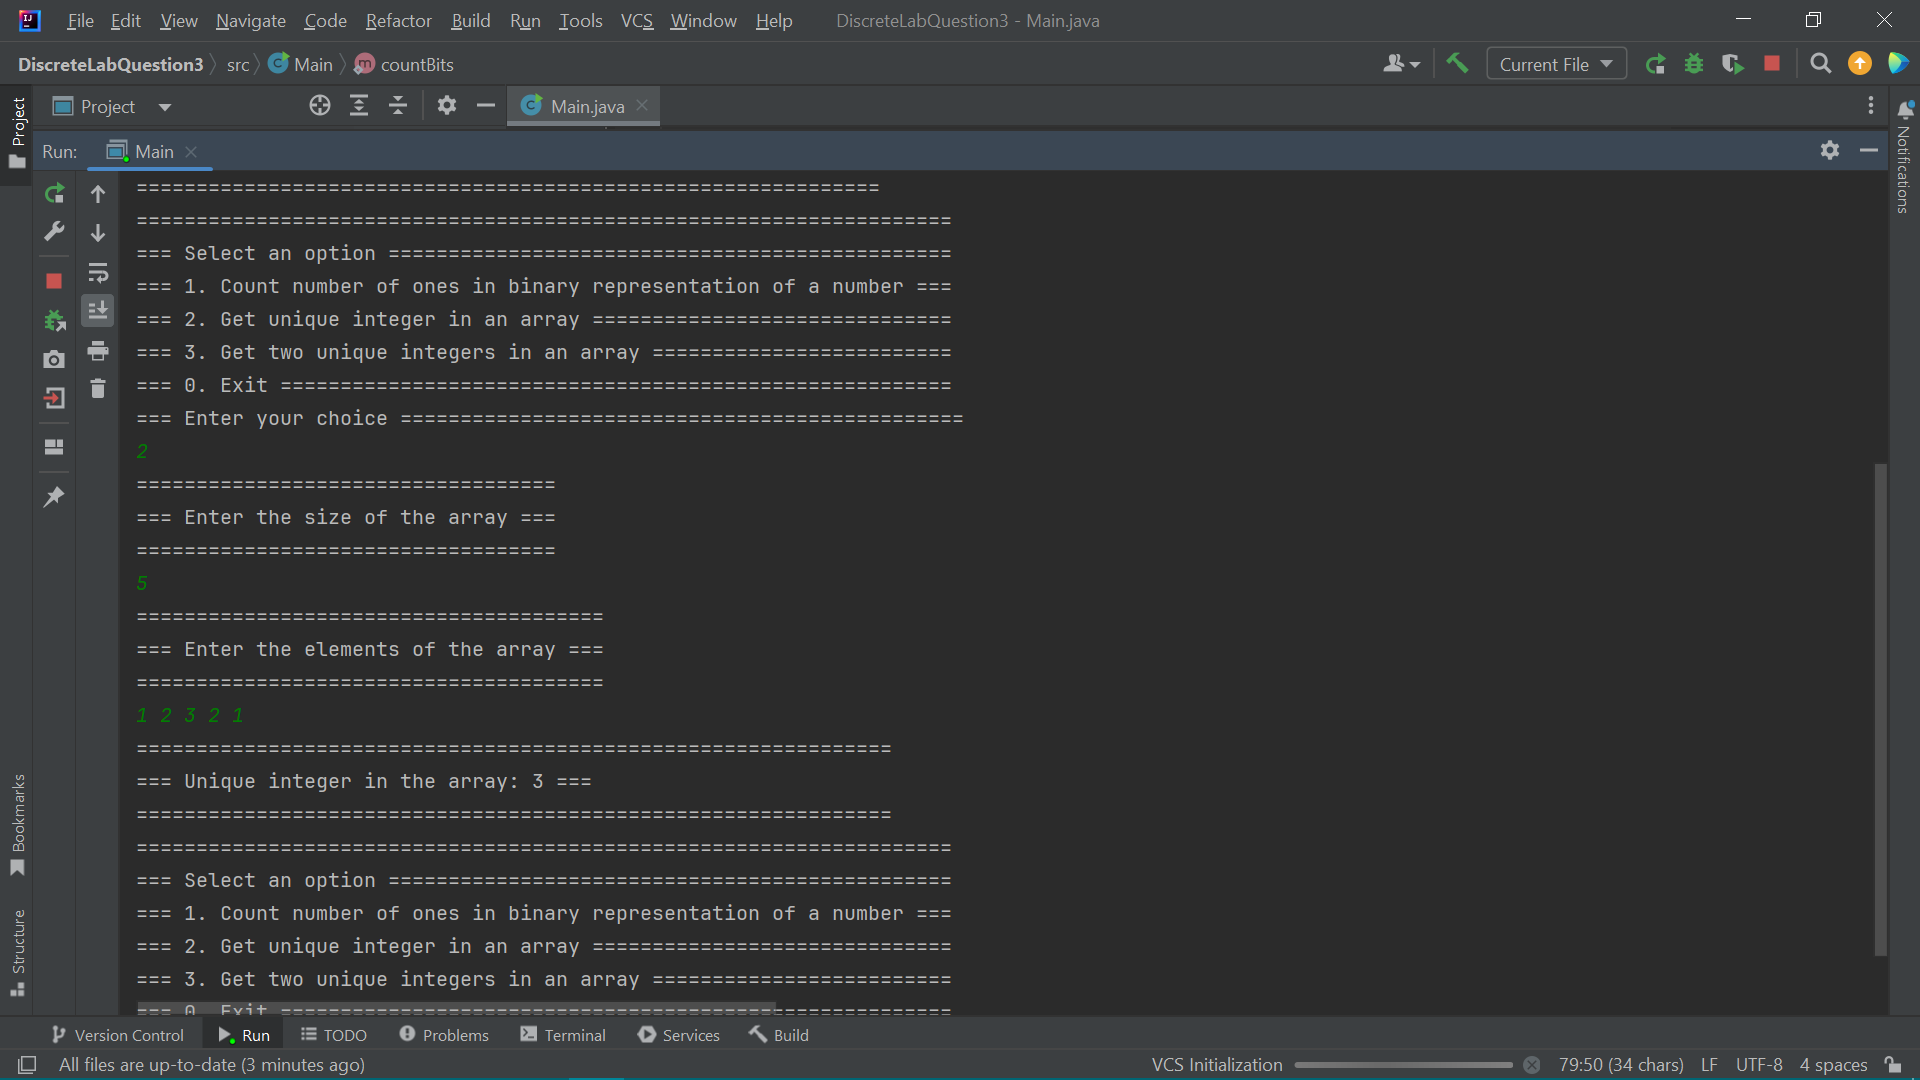 File Edit View Navigate Code Refactor Build Run Tools VCS Window Help DiscreteLabQuestion3 - Main.java
DiscreteLabQuestion3 src Main countBits Current File
Project Main.java
Run: Main
==============================================================
====================================================================
=== Select an option ===============================================
=== 1. Count number of ones in binary representation of a number ===
=== 2. Get unique integer in an array ==============================
=== 3. Get two unique integers in an array =========================
=== 0. Exit ========================================================
=== Enter your choice ===============================================
2
===================================
=== Enter the size of the array ===
===================================
5
=======================================
=== Enter the elements of the array ===
=======================================
1 2 3 2 1
===============================================================
=== Unique integer in the array: 3 ===
===============================================================
====================================================================
=== Select an option ===============================================
=== 1. Count number of ones in binary representation of a number ===
=== 2. Get unique integer in an array ==============================
=== 3. Get two unique integers in an array =========================
=== 0. Exit ========================================================
Project
Bookmarks
Structure
Notifications
Version Control Run TODO Problems Terminal Services Build
All files are up-to-date (3 minutes ago) VCS Initialization 79:50 (34 chars) LF UTF-8 4 spaces